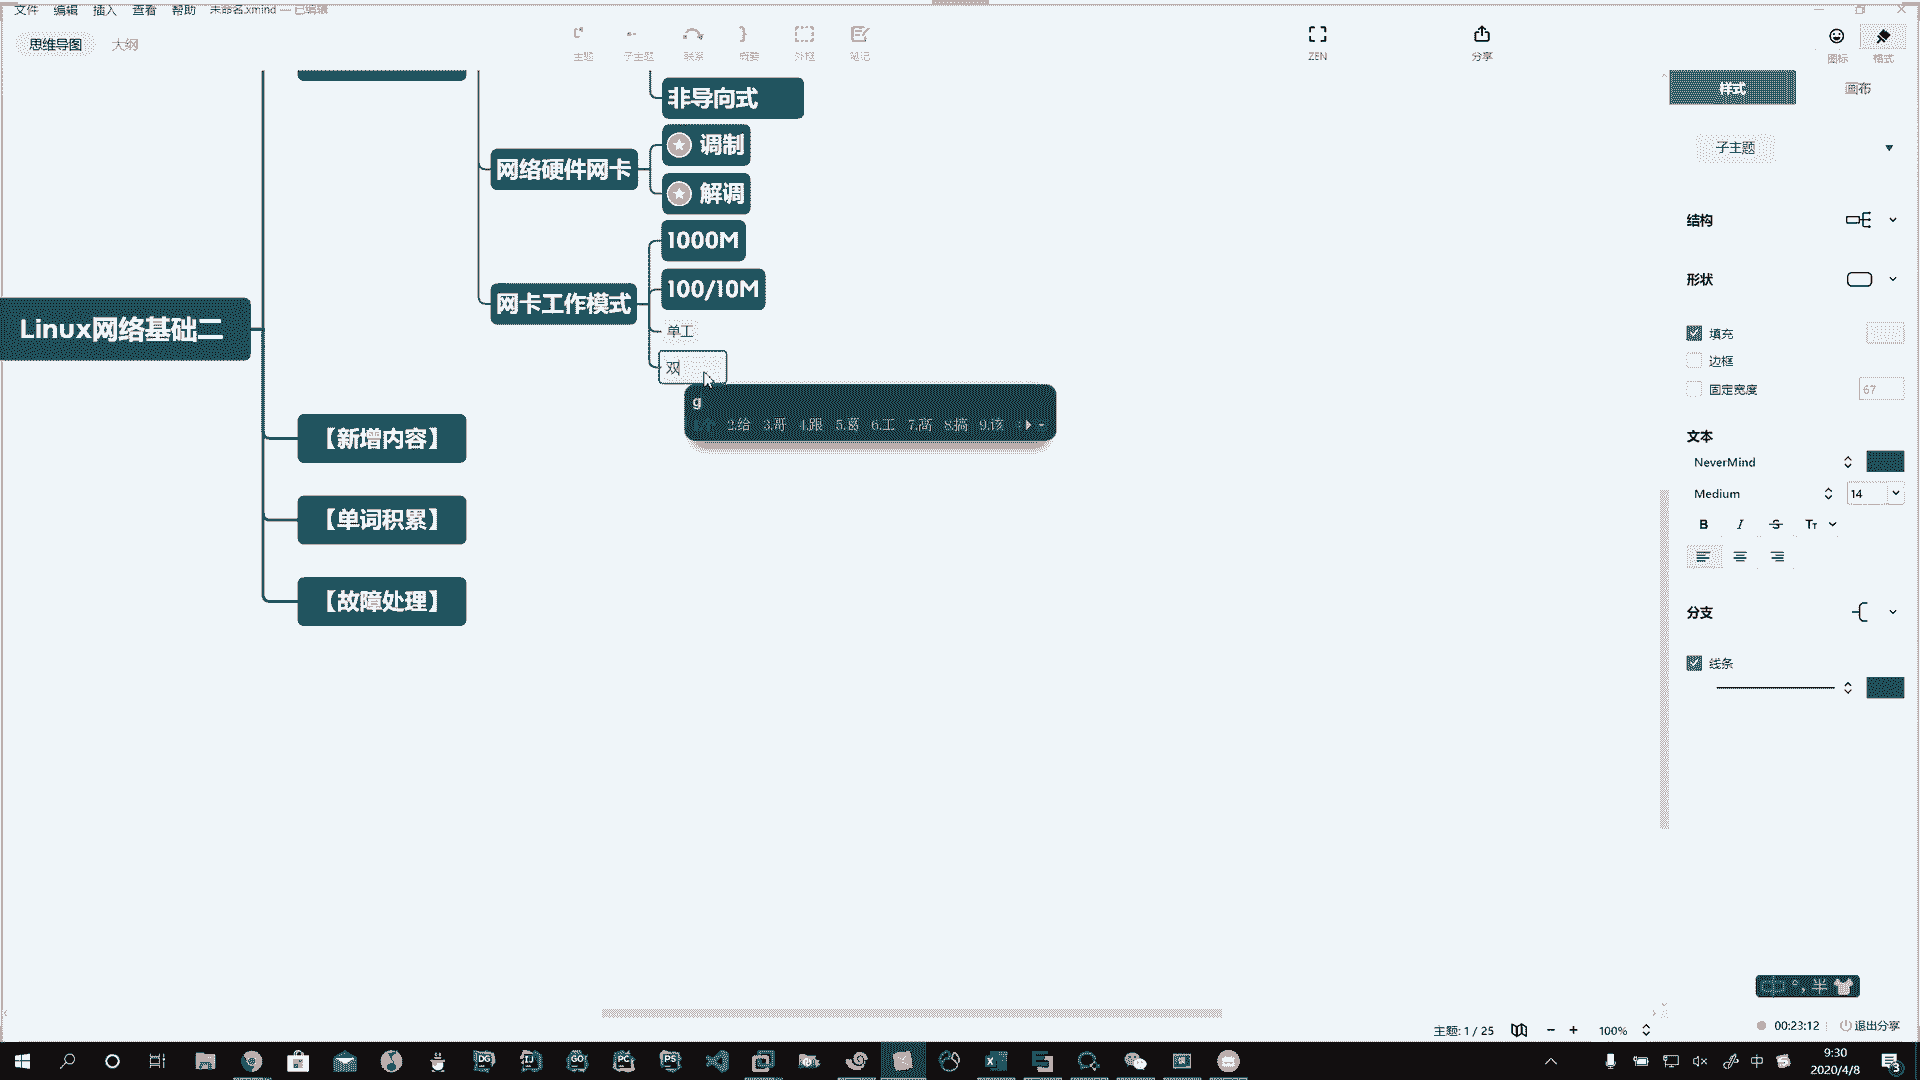 文件 编辑 插入 查看 帮助 未命名.xmind — 已编辑
思维导图 大纲
主题 子主题 联系 概要 外框 笔记
ZEN 分享 图标 格式
非导向式
网络硬件网卡
调制
解调
网卡工作模式
1000M
100/10M
单工
双
g
2.给 3.哥 4.跟 5.葛 6.工 7.高 8.搞 9.该
Linux网络基础二
【新增内容】
【单词积累】
【故障处理】
样式 画布
子主题
结构
形状
填充
边框
固定宽度 67
文本
NeverMind
Medium 14
B I S Tт
分支
线条
中 °, 半
主题: 1 / 25 − + 100%
00:23:12 退出分享
DG IJ GO PC PS
中
9:30
2020/4/8
3